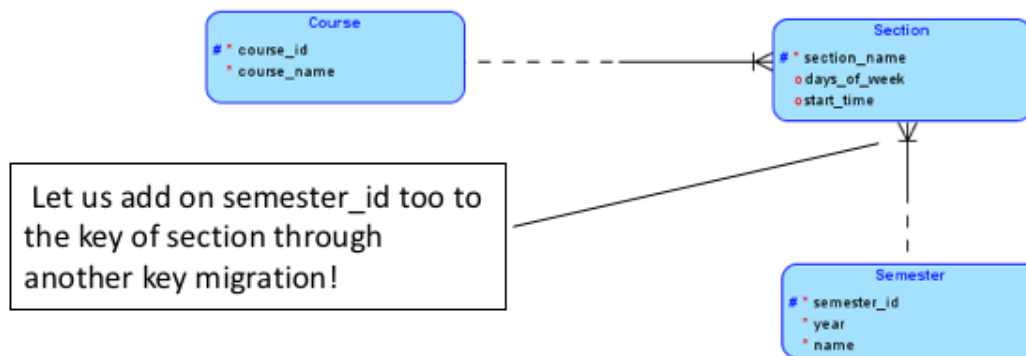 Course
# * course_id
* course_name
Section
# * section_name
o days_of_week
o start_time
Let us add on semester_id too to
the key of section through
another key migration!
Semester
# * semester_id
* year
* name